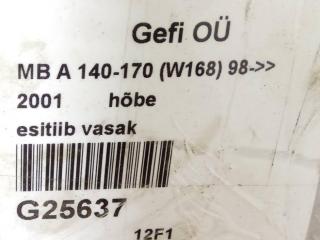 Gefi OÜ
MB A 140-170 (W168) 98->>
2001 hõbe
esitiib vasak
G25637
12F1